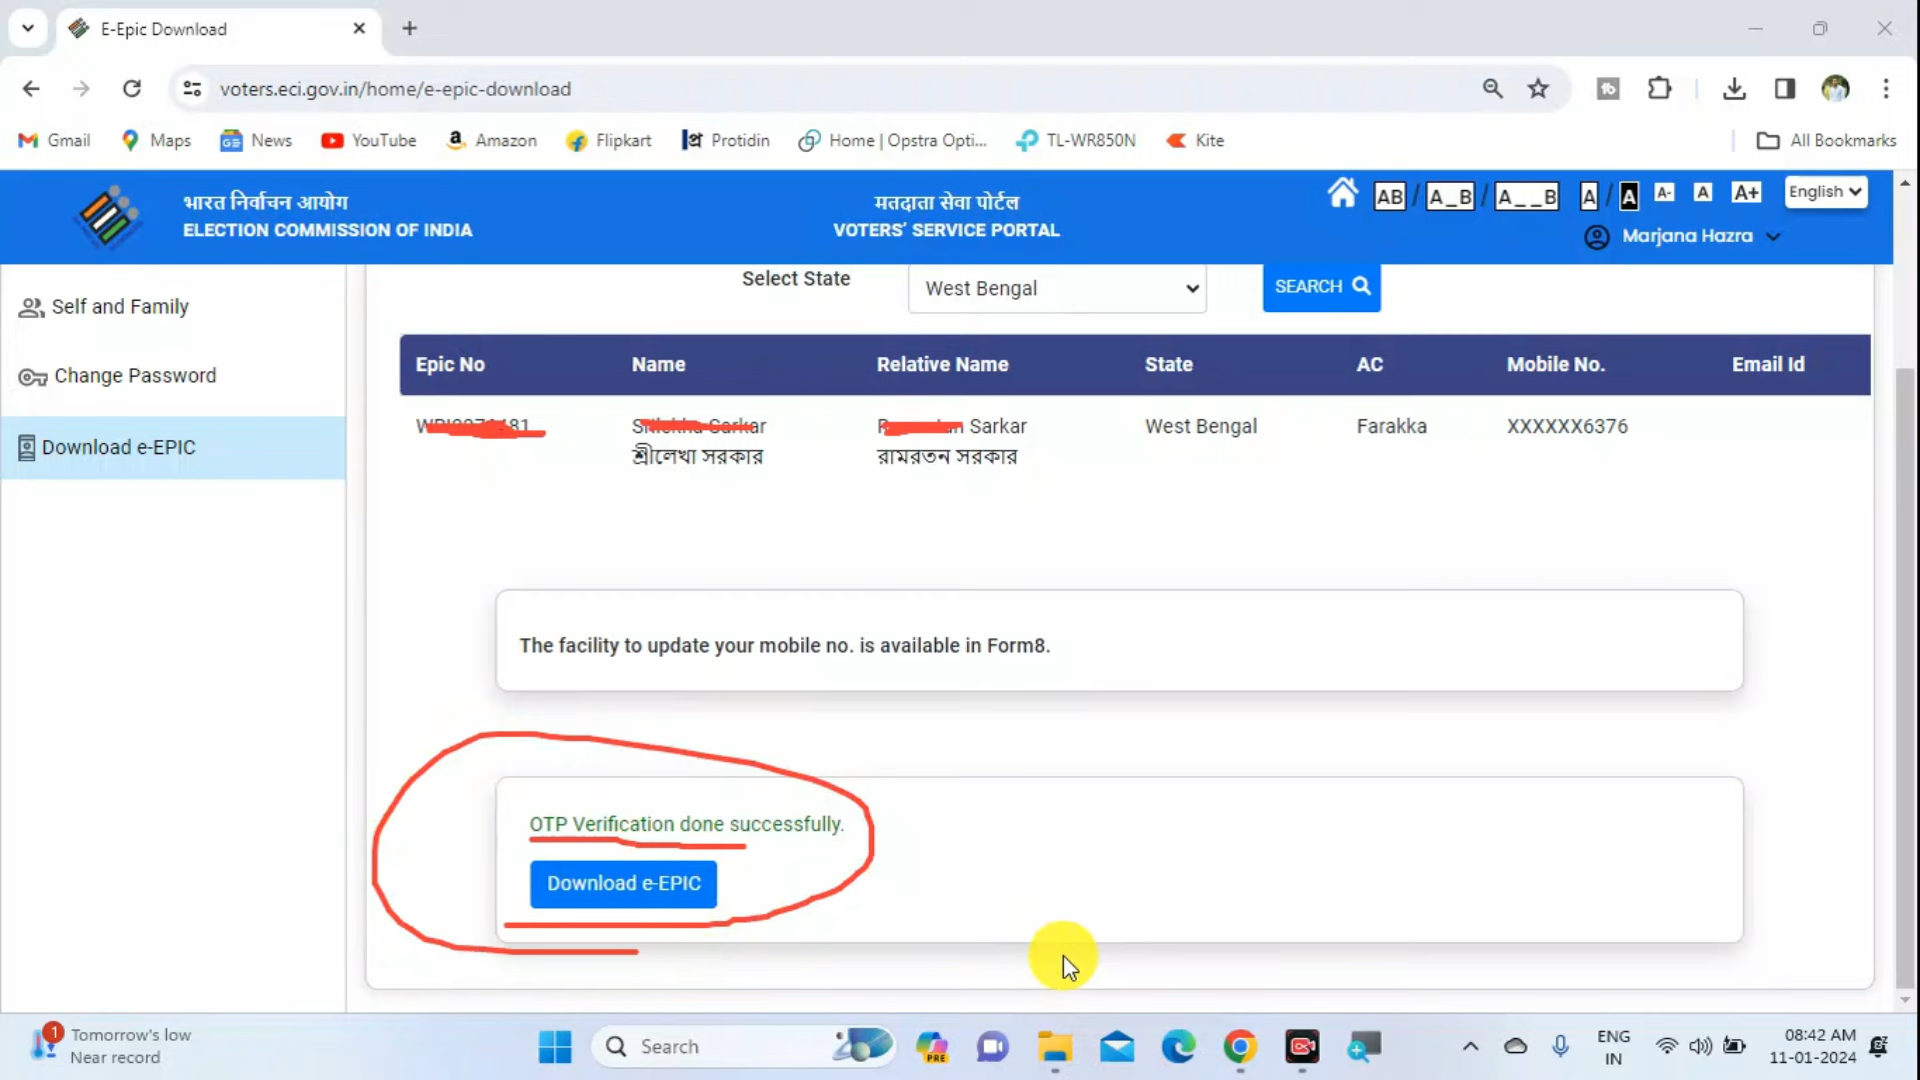 E-Epic Download
voters.eci.gov.in/home/e-epic-download
Gmail Maps News YouTube Amazon Flipkart Protidin Home | Opstra Opti... TL-WR850N Kite All Bookmarks
भारत निर्वाचन आयोग
ELECTION COMMISSION OF INDIA
मतदाता सेवा पोर्टल
VOTERS' SERVICE PORTAL
AB / A_B / A__B A / A A- A A+ English
Marjana Hazra
Self and Family
Change Password
Download e-EPIC
Select State West Bengal SEARCH
Epic No Name Relative Name State AC Mobile No. Email Id
Sarkar West Bengal Farakka XXXXXX6376
শ্রীলেখা সরকার রামরতন সরকার
The facility to update your mobile no. is available in Form8.
OTP Verification done successfully.
Download e-EPIC
1 Tomorrow's low
Near record
Search
PRE
ENG
IN
08:42 AM
11-01-2024